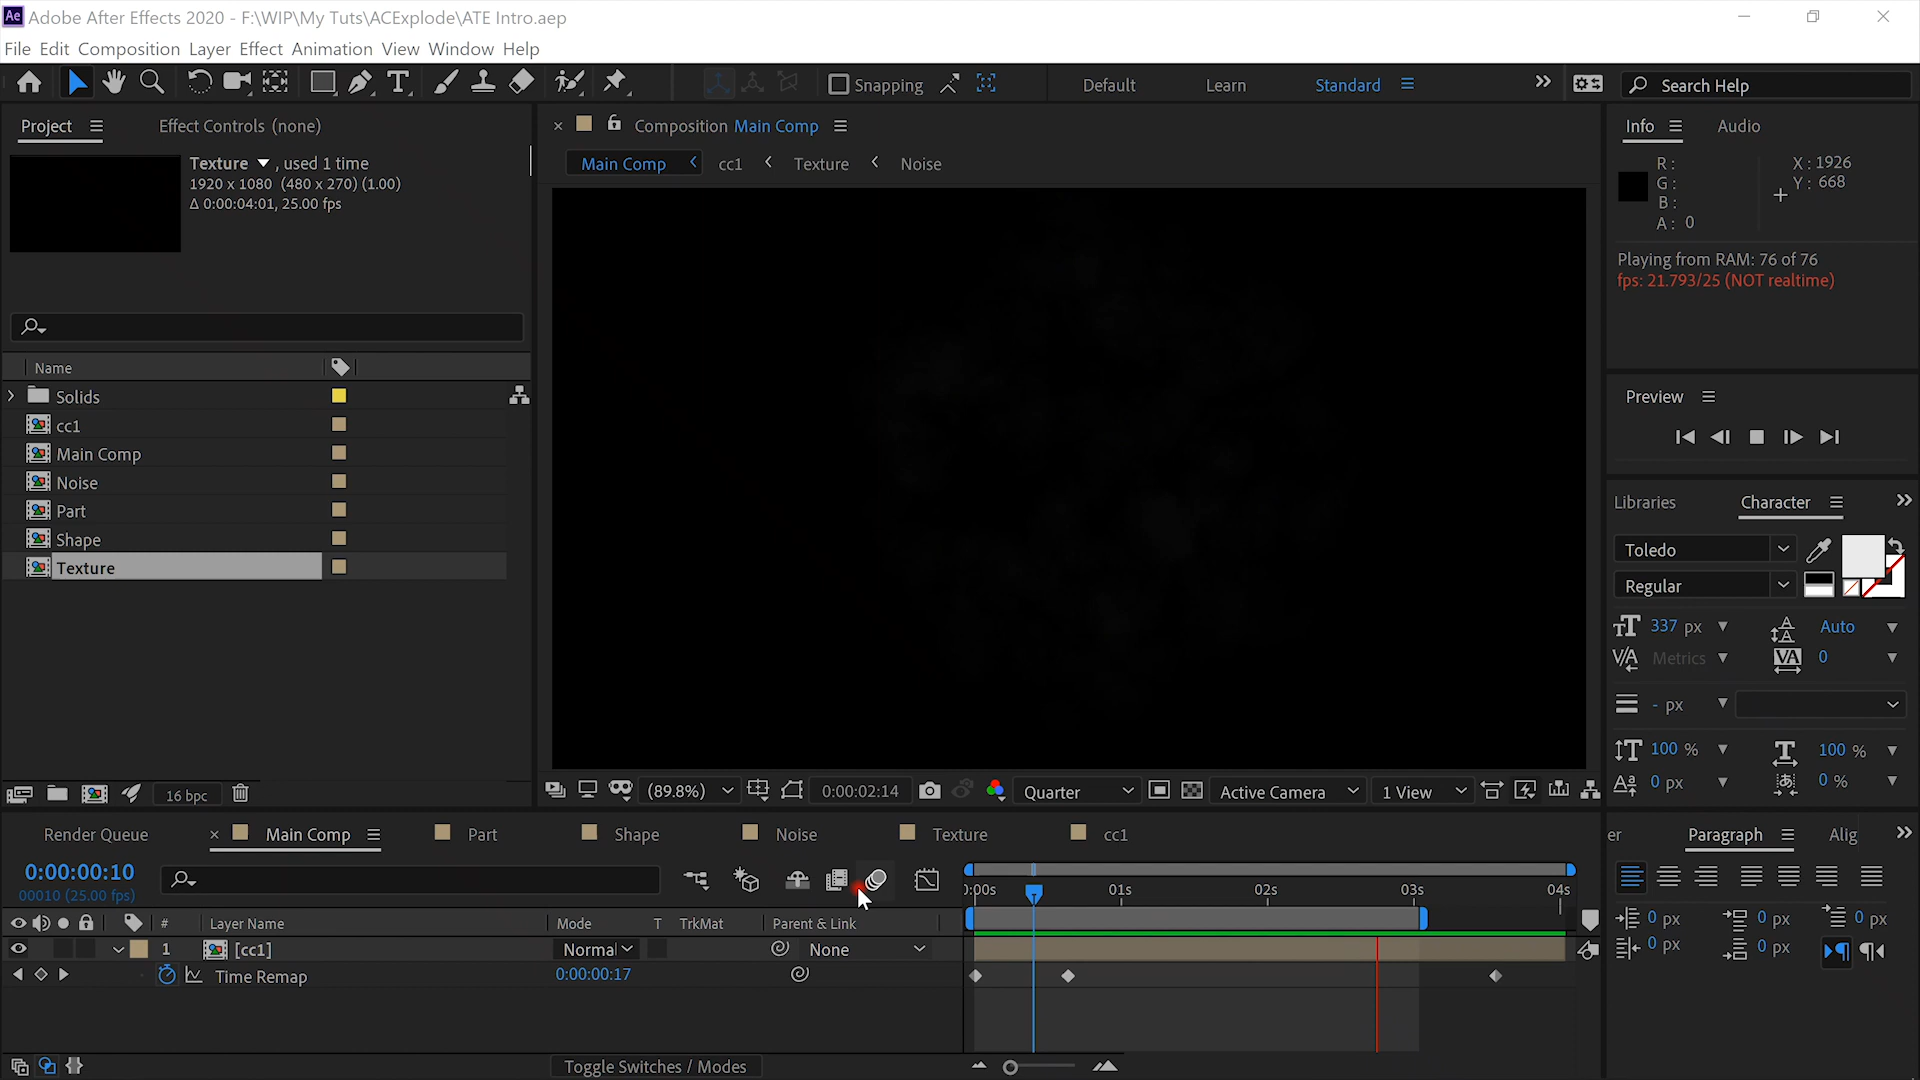 Adobe After Effects 2020 - F:\WIP\My Tuts\ACExplode\ATE Intro.aep
File Edit Composition Layer Effect Animation View Window Help
Snapping
Default
Learn
Standard
Search Help
Project
Effect Controls (none)
Texture , used 1 time
1920 x 1080 (480 x 270) (1.00)
Δ 0:00:04:01, 25.00 fps
Name
Solids
cc1
Main Comp
Noise
Part
Shape
Texture
16 bpc
Composition Main Comp
Main Comp
cc1
Texture
Noise
(89.8%)
0:00:02:14
Quarter
Active Camera
1 View
Info
Audio
R:
G:
B:
A: 0
X: 1926
Y: 668
Playing from RAM: 76 of 76
fps: 21.793/25 (NOT realtime)
Preview
Libraries
Character
Toledo
Regular
337 px
Auto
Metrics
0
- px
100 %
100 %
0 px
0 %
Render Queue
Main Comp
Part
Shape
Noise
Texture
cc1
0:00:00:10
00010 (25.00 fps)
):00s
01s
02s
03s
04s
#
Layer Name
Mode
T
TrkMat
Parent & Link
1
[cc1]
Normal
None
Time Remap
0:00:00:17
Toggle Switches / Modes
er
Paragraph
Alig
0 px
0 px
0 px
0 px
0 px